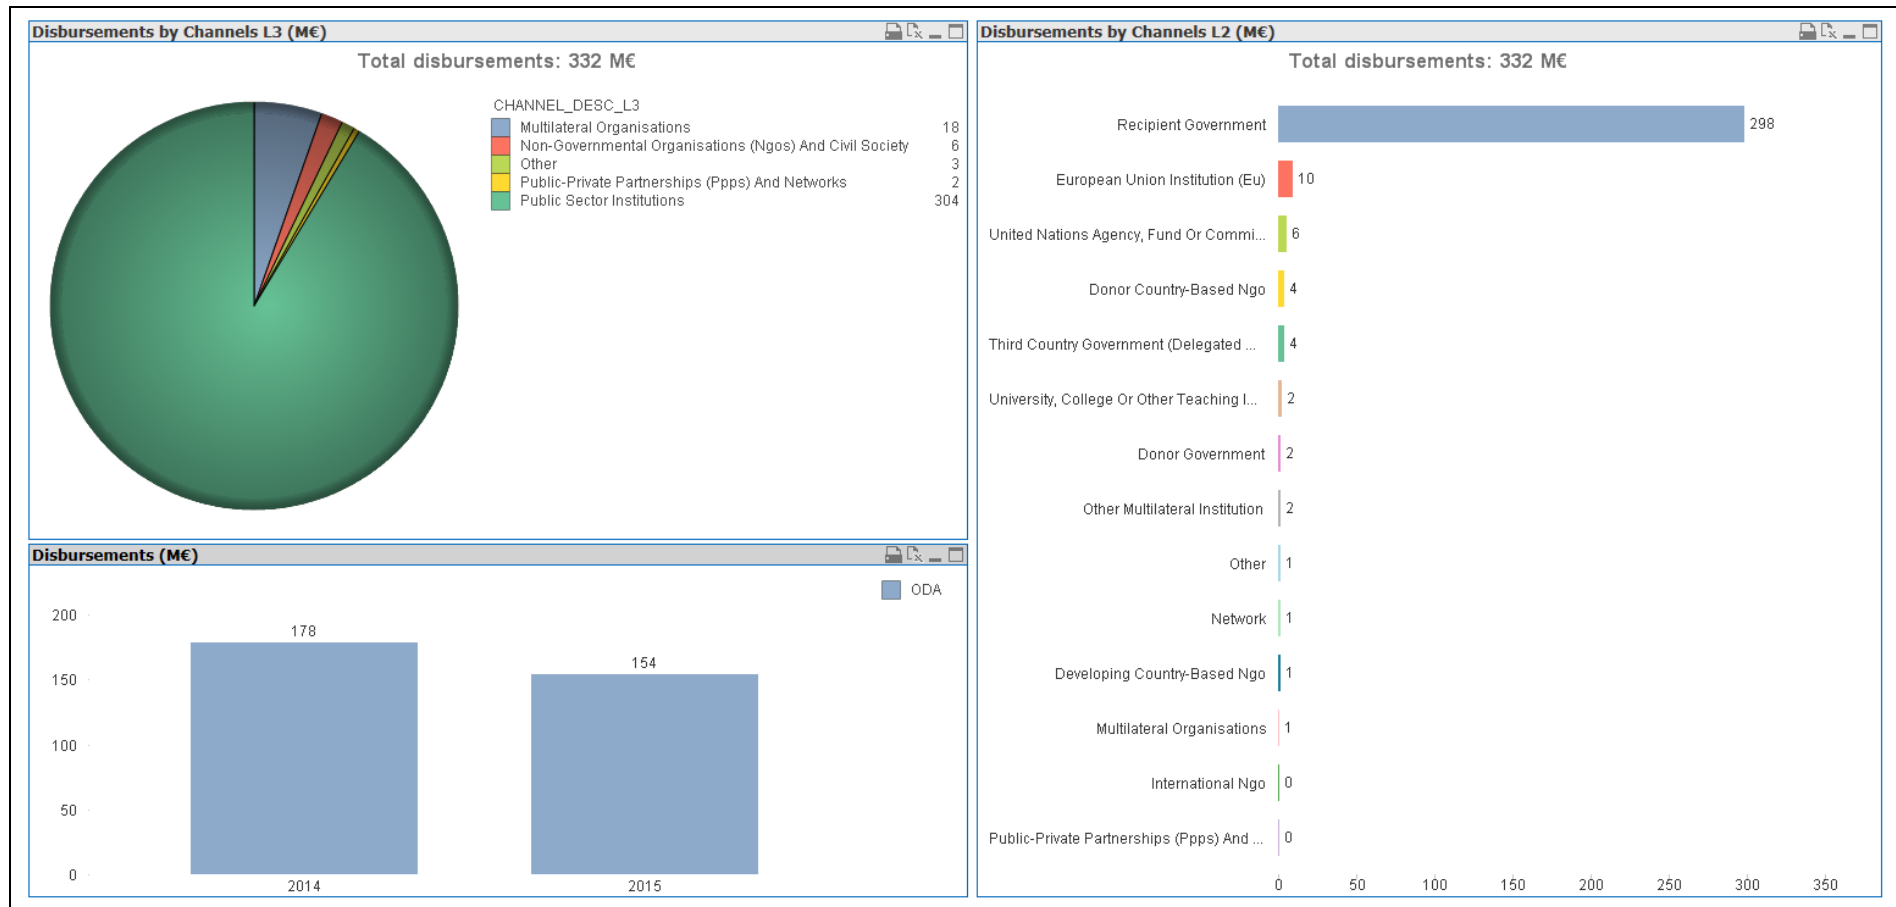 Disbursements by Channels L3 (M€)
Total disbursements: 332 M€
CHANNEL_DESC_L3
Multilateral Organisations 18
Non-Governmental Organisations (Ngos) And Civil Society 6
Other 3
Public-Private Partnerships (Ppps) And Networks 2
Public Sector Institutions 304
Disbursements (M€)
ODA
200
178
154
150
100
50
0
2014 2015
Disbursements by Channels L2 (M€)
Total disbursements: 332 M€
Recipient Government 298
European Union Institution (Eu) 10
United Nations Agency, Fund Or Commi... 6
Donor Country-Based Ngo 4
Third Country Government (Delegated ... 4
University, College Or Other Teaching I... 2
Donor Government 2
Other Multilateral Institution 2
Other 1
Network 1
Developing Country-Based Ngo 1
Multilateral Organisations 1
International Ngo 0
Public-Private Partnerships (Ppps) And ... 0
0 50 100 150 200 250 300 350